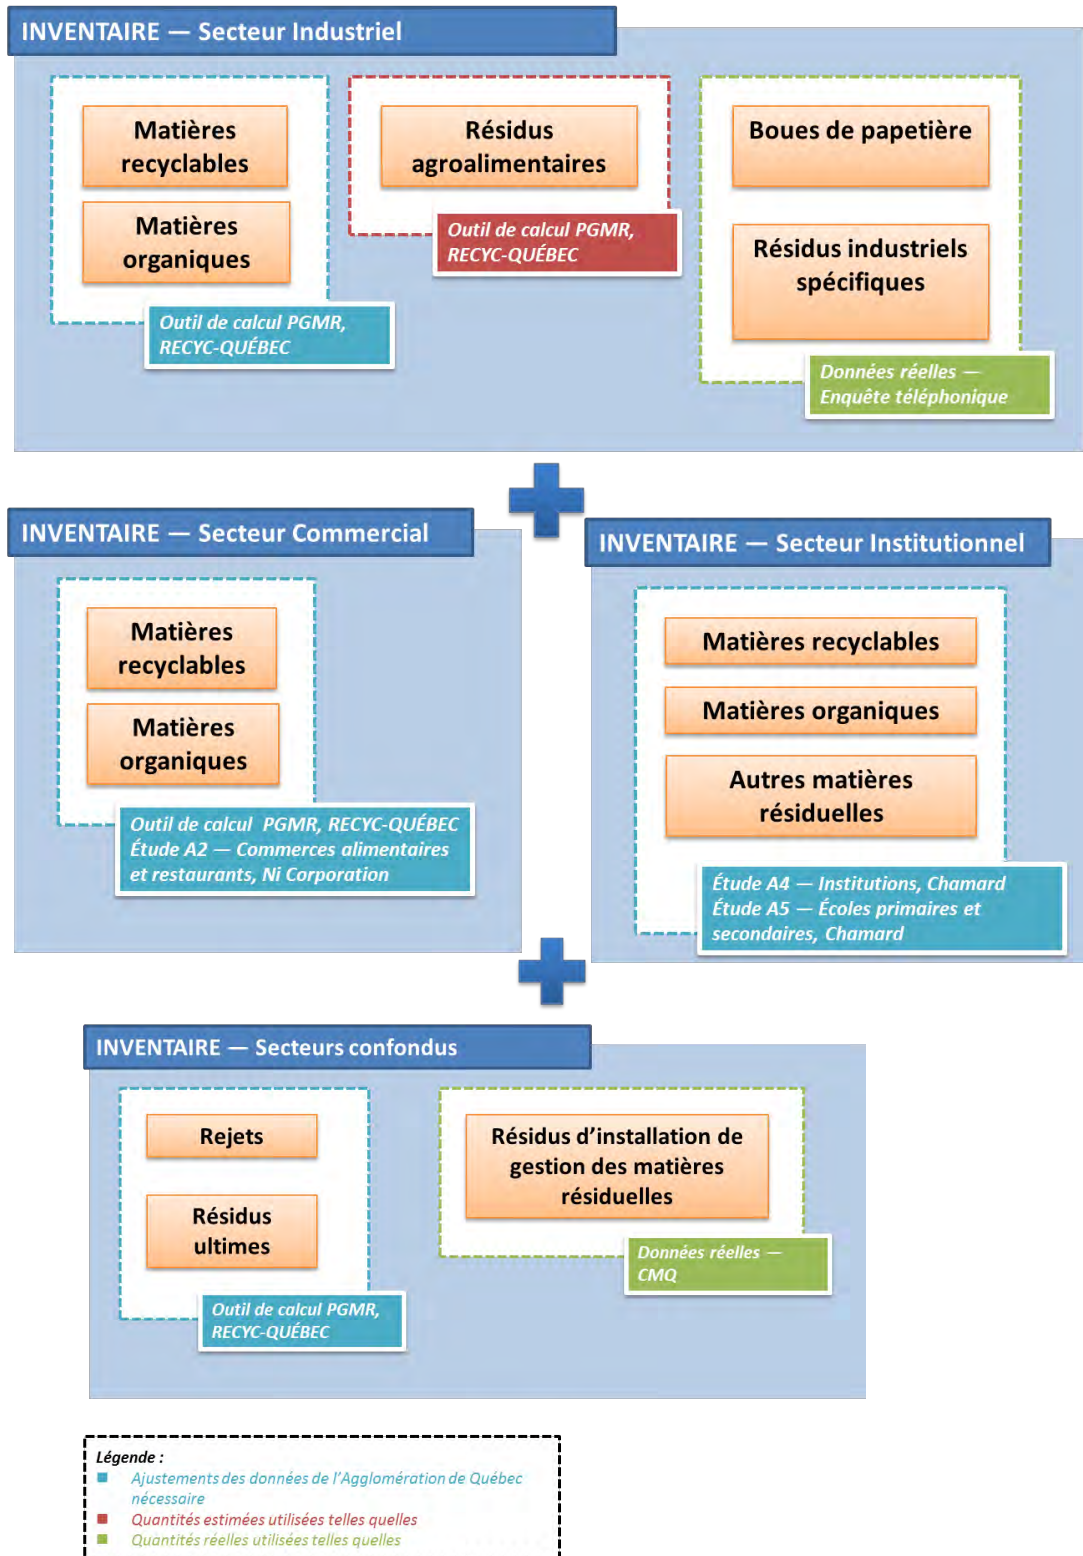 INVENTAIRE — Secteur Industriel
Matières
recyclables
Matières
organiques
Outil de calcul PGMR,
RECYC-QUÉBEC
Résidus
agroalimentaires
Outil de calcul PGMR,
RECYC-QUÉBEC
Boues de papetière
Résidus industriels
spécifiques
Données réelles —
Enquête téléphonique
INVENTAIRE — Secteur Commercial
Matières
recyclables
Matières
organiques
Outil de calcul PGMR, RECYC-QUÉBEC
Étude A2 — Commerces alimentaires
et restaurants, Ni Corporation
INVENTAIRE — Secteur Institutionnel
Matières recyclables
Matières organiques
Autres matières
résiduelles
Étude A4 — Institutions, Chamard
Étude A5 — Écoles primaires et
secondaires, Chamard
INVENTAIRE — Secteurs confondus
Rejets
Résidus
ultimes
Outil de calcul PGMR,
RECYC-QUÉBEC
Résidus d'installation de
gestion des matières
résiduelles
Données réelles —
CMQ
Légende :
Ajustements des données de l'Agglomération de Québec
nécessaire
Quantités estimées utilisées telles quelles
Quantités réelles utilisées telles quelles